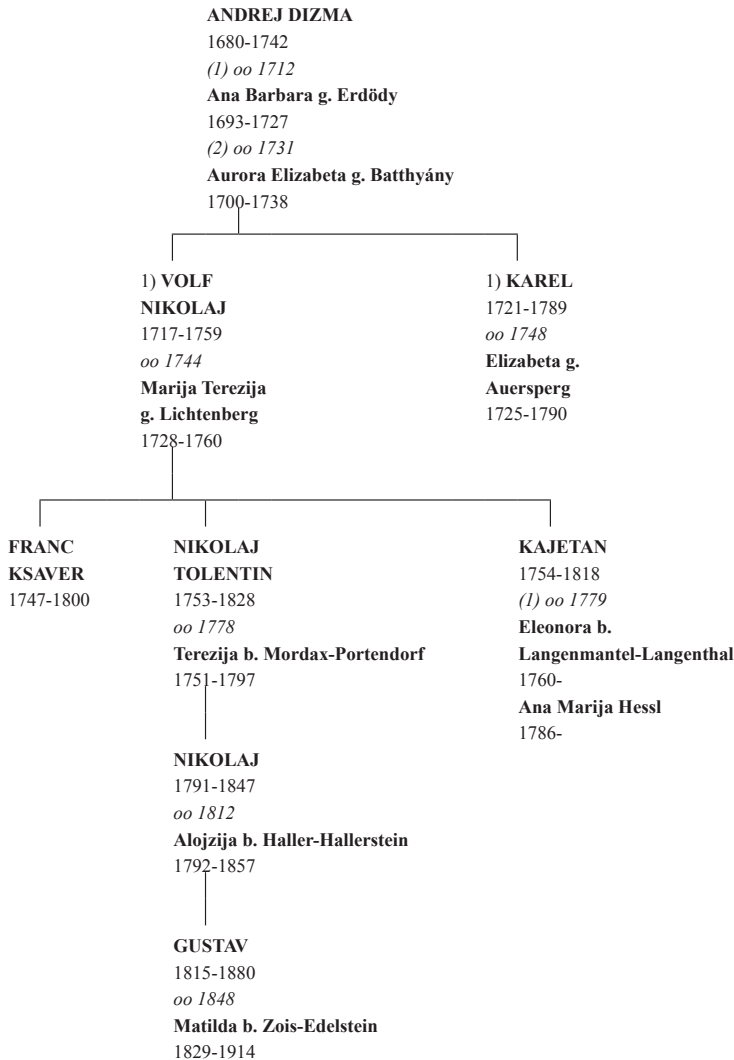 ANDREJ DIZMA
1680-1742
(1) oo 1712
Ana Barbara g. Erdödy
1693-1727
(2) oo 1731
Aurora Elizabeta g. Batthyány
1700-1738
1) VOLF
NIKOLAJ
1717-1759
oo 1744
Marija Terezija
g. Lichtenberg
1728-1760
1) KAREL
1721-1789
oo 1748
Elizabeta g.
Auersperg
1725-1790
FRANC
KSAVER
1747-1800
NIKOLAJ
TOLENTIN
1753-1828
oo 1778
Terezija b. Mordax-Portendorf
1751-1797
KAJETAN
1754-1818
(1) oo 1779
Eleonora b.
Langenmantel-Langenthal
1760-
Ana Marija Hessl
1786-
NIKOLAJ
1791-1847
oo 1812
Alojzija b. Haller-Hallerstein
1792-1857
GUSTAV
1815-1880
oo 1848
Matilda b. Zois-Edelstein
1829-1914